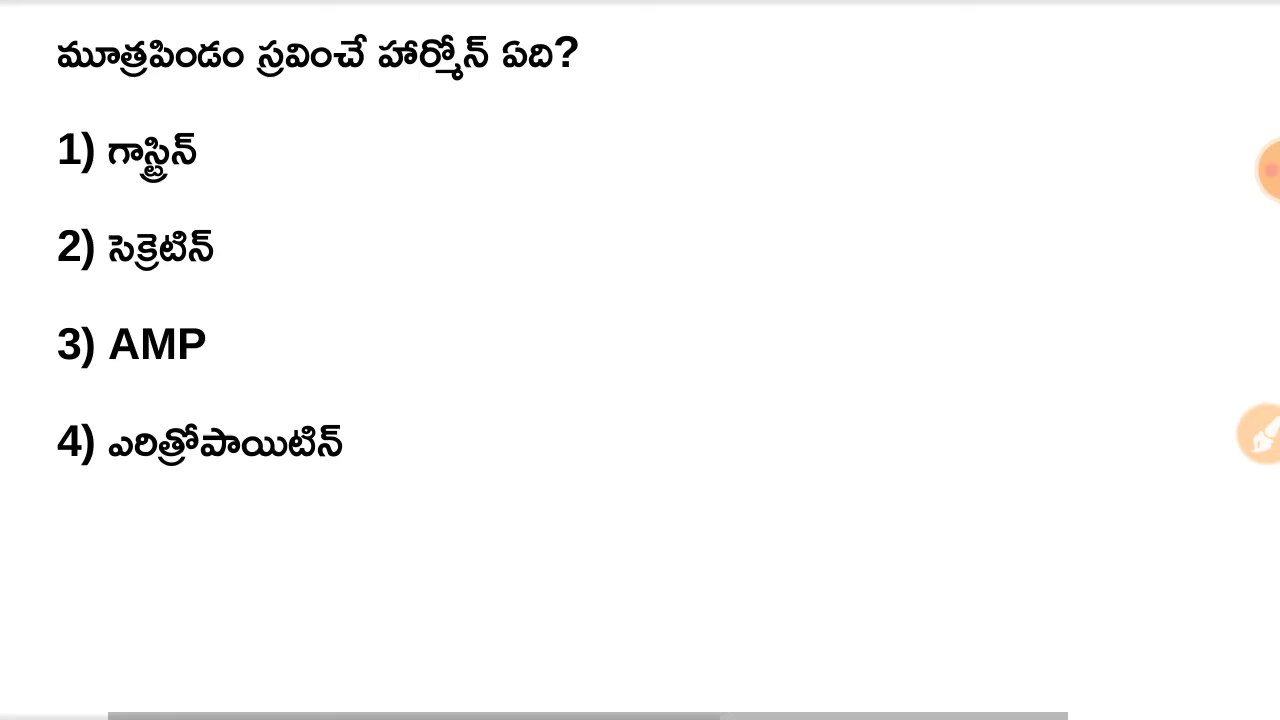 మూత్రపిండం స్రవించే హార్మోన్ ఏది?
1) గాస్ట్రిన్
2) సెక్రెటిన్
3) AMP
4) ఎరిత్రోపాయిటిన్